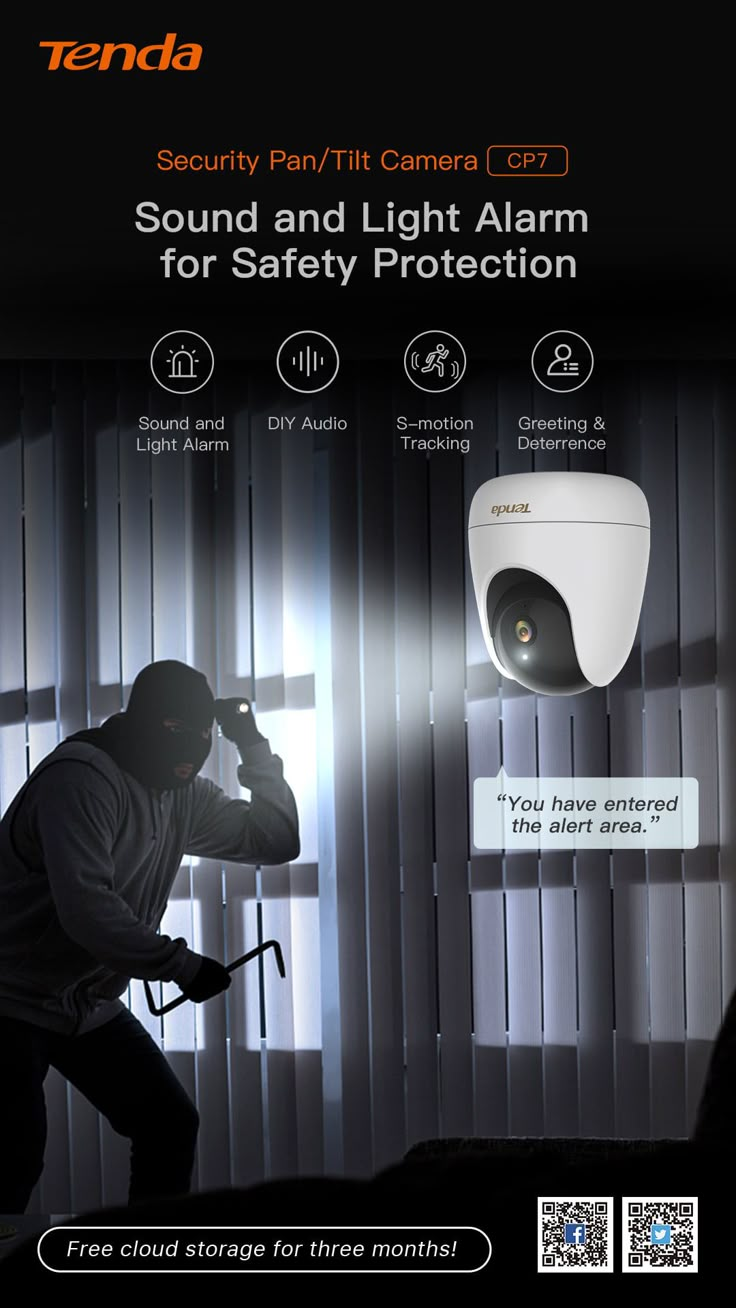 Tenda
Security Pan/Tilt Camera CP7
Sound and Light Alarm
for Safety Protection
Sound and
Light Alarm
DIY Audio
S-motion
Tracking
Greeting &
Deterrence
Tenda
“You have entered
the alert area.”
Free cloud storage for three months!